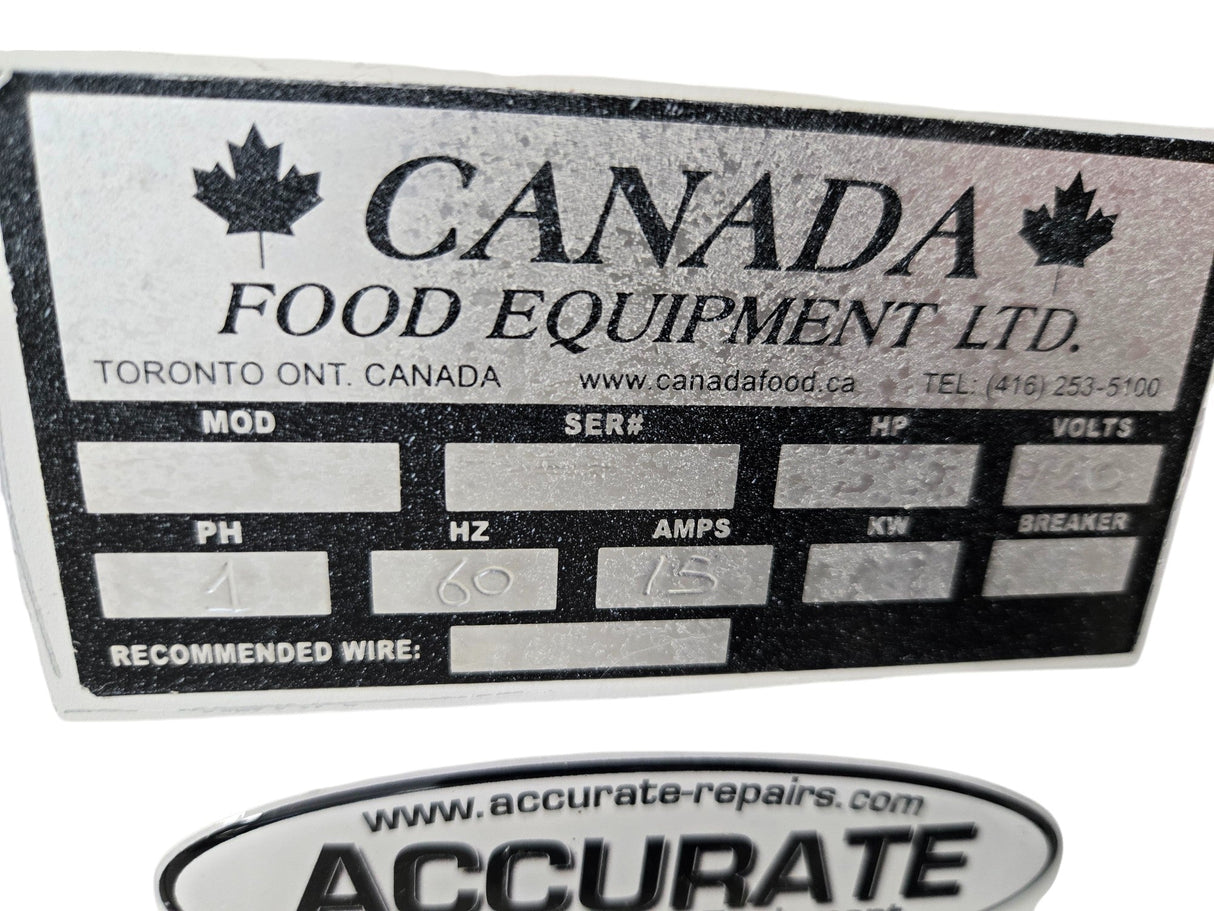 CANADA
FOOD EQUIPMENT LTD.
TORONTO ONT. CANADA www.canadafood.ca TEL: (416) 253-5100
MOD SER# HP VOLTS
PH HZ AMPS KW BREAKER
1 60 15
RECOMMENDED WIRE:
www.accurate-repairs.com
ACCURATE